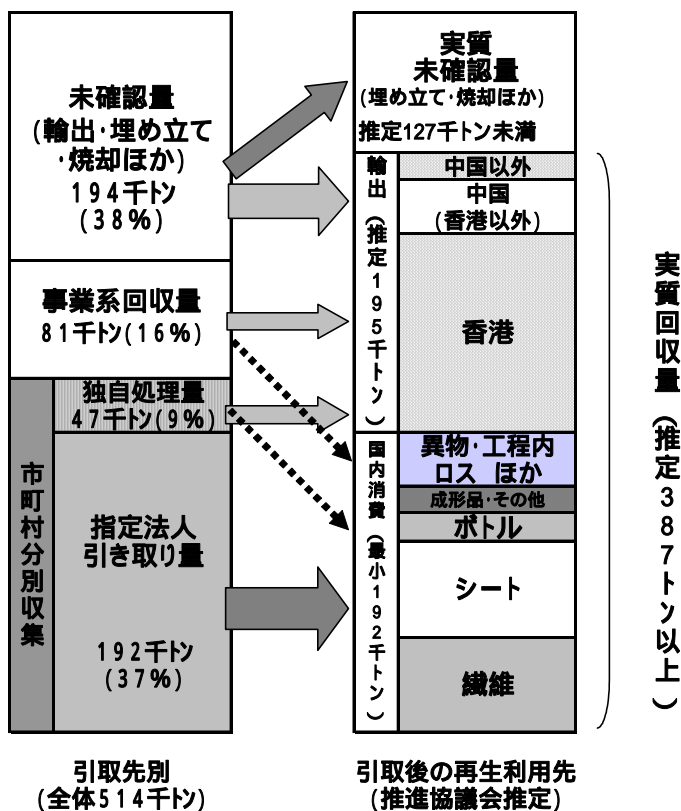 未確認量
(輸出･埋め立て
･焼却ほか)
194千トン
(38%)
事業系回収量
81千トン(16%)
独自処理量
47千トン(9%)
市町村分別収集
指定法人
引き取り量
192千トン
(37%)
引取先別
(全体514千トン)
実質
未確認量
(埋め立て･焼却ほか)
推定127千トン未満
輸出(推定195千トン)
中国以外
中国
(香港以外)
香港
国内消費(最小192千トン)
異物･工程内
ロス ほか
成形品･その他
ボトル
シート
繊維
引取後の再生利用先
(推進協議会推定)
実質回収量(推定387トン以上)